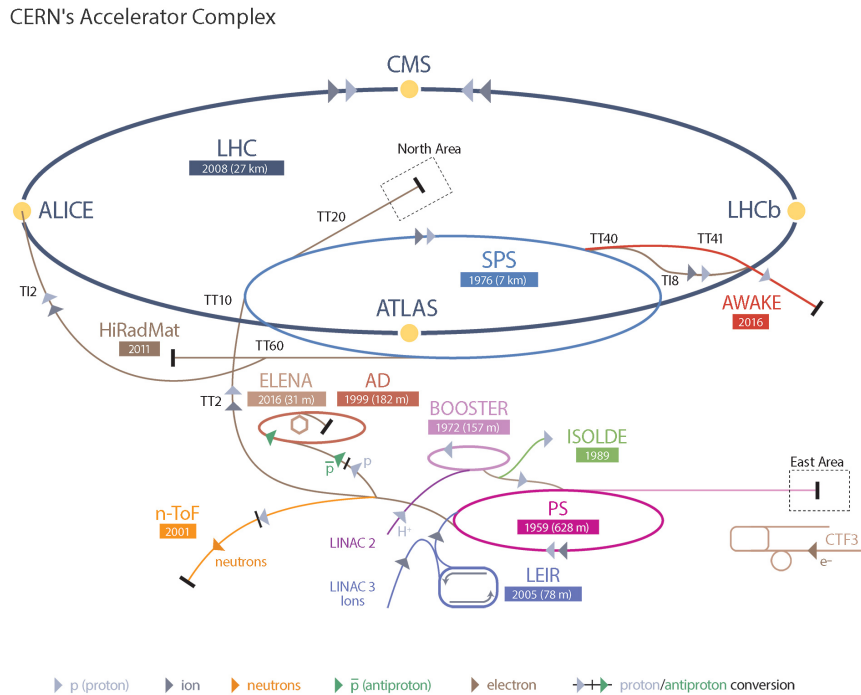 CERN's Accelerator Complex
CMS
LHC
2008 (27 km)
North Area
ALICE
LHCb
TT20
TT40
TT41
SPS
1976 (7 km)
TI8
TI2
TT10
ATLAS
AWAKE
2016
HiRadMat
2011
TT60
ELENA
2016 (31 m)
AD
1999 (182 m)
TT2
BOOSTER
1972 (157 m)
ISOLDE
1989
p
p̅
East Area
n-ToF
2001
PS
1959 (628 m)
H⁺
neutrons
LINAC 2
CTF3
e–
LEIR
2005 (78 m)
LINAC 3
Ions
p (proton)
ion
neutrons
p̅ (antiproton)
electron
proton/antiproton conversion